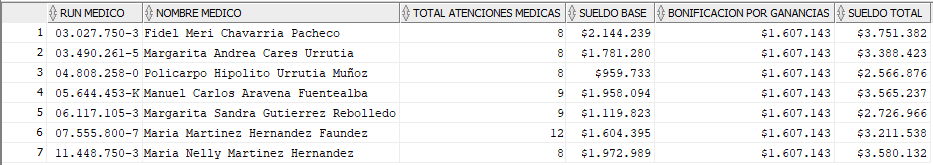 RUN MEDICO NOMBRE MEDICO TOTAL ATENCIONES MEDICAS SUELDO BASE BONIFICACION POR GANANCIAS SUELDO TOTAL
1 03.027.750-3 Fidel Meri Chavarria Pacheco 8 $2.144.239 $1.607.143 $3.751.382
2 03.490.261-5 Margarita Andrea Cares Urrutia 8 $1.781.280 $1.607.143 $3.388.423
3 04.808.258-0 Policarpo Hipolito Urrutia Muñoz 8 $959.733 $1.607.143 $2.566.876
4 05.644.453-K Manuel Carlos Aravena Fuentealba 9 $1.958.094 $1.607.143 $3.565.237
5 06.117.105-3 Margarita Sandra Gutierrez Rebolledo 9 $1.119.823 $1.607.143 $2.726.966
6 07.555.800-7 Maria Martinez Hernandez Faundez 12 $1.604.395 $1.607.143 $3.211.538
7 11.448.750-3 Maria Nelly Martinez Hernandez 8 $1.972.989 $1.607.143 $3.580.132